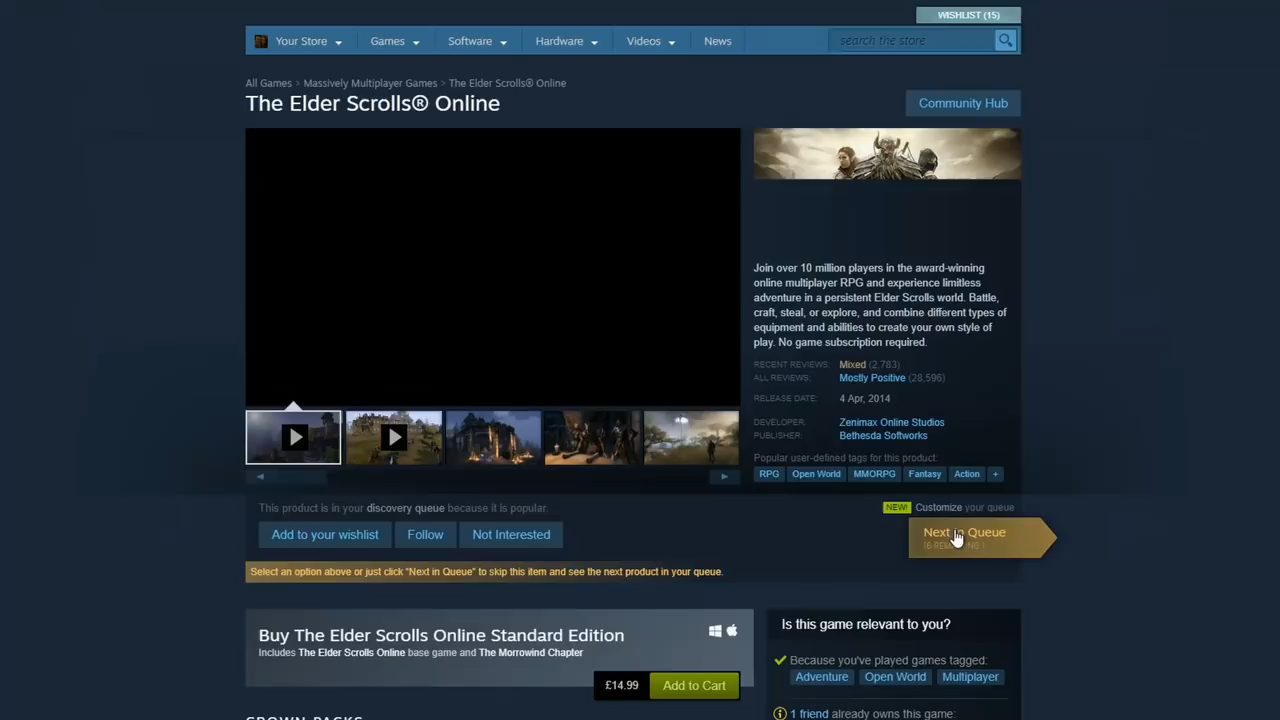 WISHLIST (15)
Your Store Games Software Hardware Videos News search the store
All Games > Massively Multiplayer Games > The Elder Scrolls® Online
The Elder Scrolls® Online
Community Hub
Join over 10 million players in the award-winning
online multiplayer RPG and experience limitless
adventure in a persistent Elder Scrolls world. Battle,
craft, steal, or explore, and combine different types of
equipment and abilities to create your own style of
play. No game subscription required.
RECENT REVIEWS: Mixed (2,783)
ALL REVIEWS: Mostly Positive (28,596)
RELEASE DATE: 4 Apr, 2014
DEVELOPER: Zenimax Online Studios
PUBLISHER: Bethesda Softworks
Popular user-defined tags for this product:
RPG Open World MMORPG Fantasy Action +
This product is in your discovery queue because it is popular.
NEW! Customize your queue
Add to your wishlist Follow Not Interested
Next in Queue
Select an option above or just click "Next in Queue" to skip this item and see the next product in your queue.
Buy The Elder Scrolls Online Standard Edition
Includes The Elder Scrolls Online base game and The Morrowind Chapter
£14.99 Add to Cart
Is this game relevant to you?
Because you've played games tagged:
Adventure Open World Multiplayer
1 friend already owns this game:
CROWN PACKS